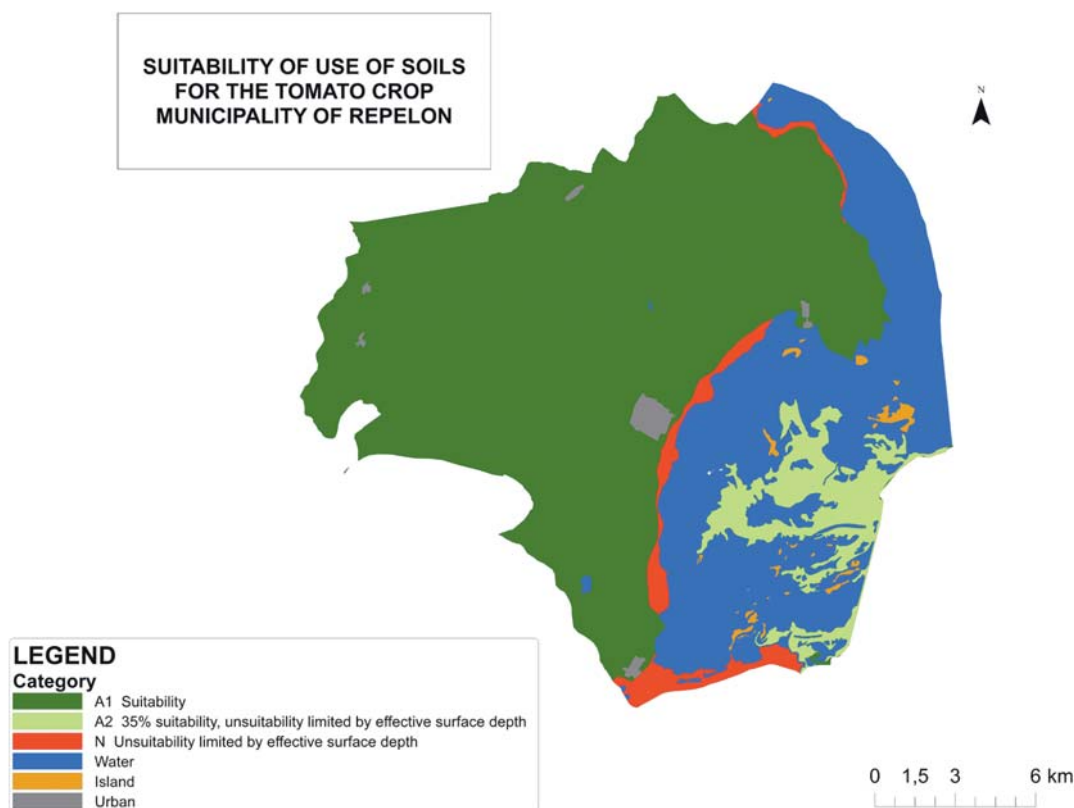 SUITABILITY OF USE OF SOILS
FOR THE TOMATO CROP
MUNICIPALITY OF REPELON
N
LEGEND
Category
A1 Suitability
A2 35% suitability, unsuitability limited by effective surface depth
N Unsuitability limited by effective surface depth
Water
Island
Urban
0 1,5 3 6 km